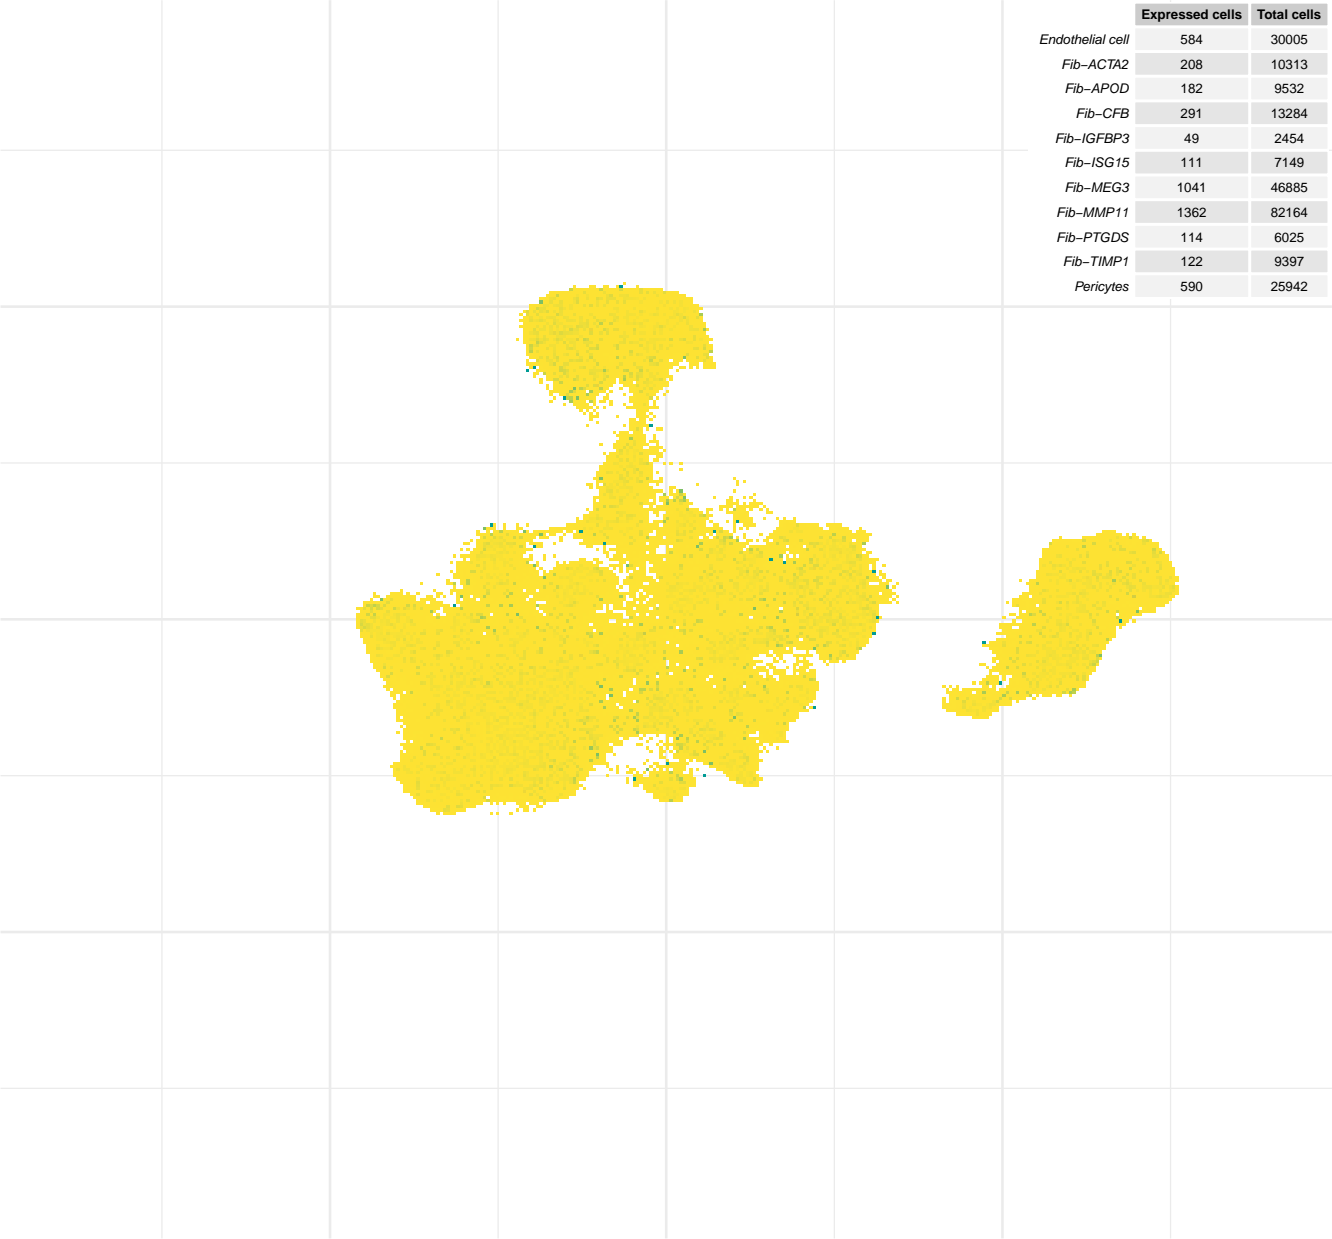 Expressed cells Total cells
Endothelial cell 584 30005
Fib−ACTA2 208 10313
Fib−APOD 182 9532
Fib−CFB 291 13284
Fib−IGFBP3 49 2454
Fib−ISG15 111 7149
Fib−MEG3 1041 46885
Fib−MMP11 1362 82164
Fib−PTGDS 114 6025
Fib−TIMP1 122 9397
Pericytes 590 25942